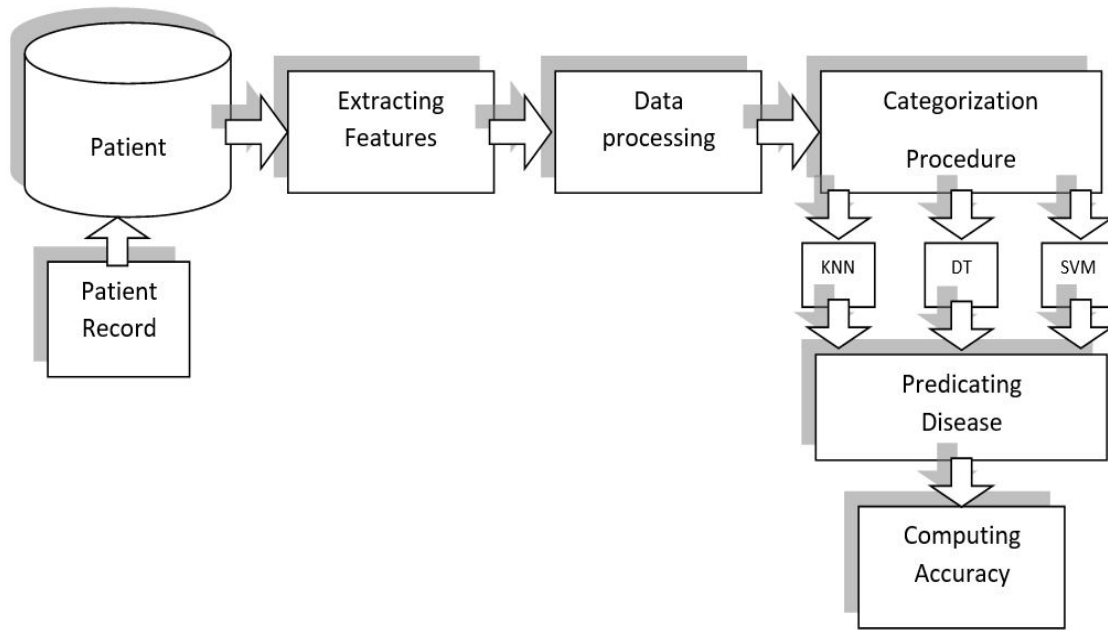 Patient
Patient
Record
Extracting
Features
Data
processing
Categorization
Procedure
KNN
DT
SVM
Predicating
Disease
Computing
Accuracy